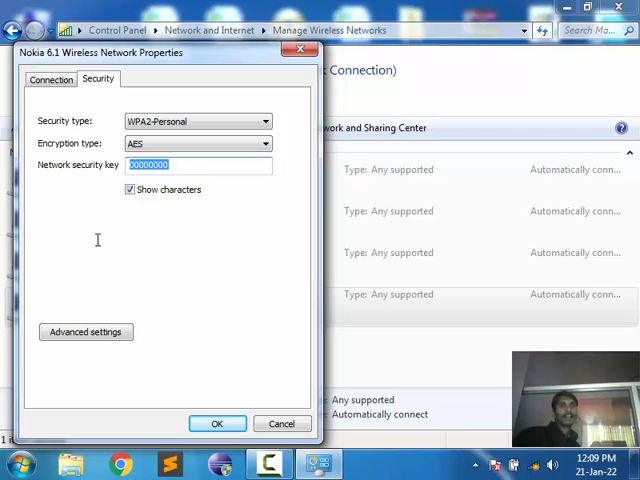 Control Panel ▸ Network and Internet ▸ Manage Wireless Networks
Search Ma...
Nokia 6.1 Wireless Network Properties
Connection
Security
Connection)
Security type:
WPA2-Personal
Encryption type:
AES
Network security key
00000000
Show characters
Advanced settings
OK
Cancel
work and Sharing Center
Type: Any supported
Automatically conn...
Type: Any supported
Automatically conn...
Type: Any supported
Automatically conn...
Type: Any supported
Automatically conn...
Any supported
Automatically connect
12:09 PM
21-Jan-22